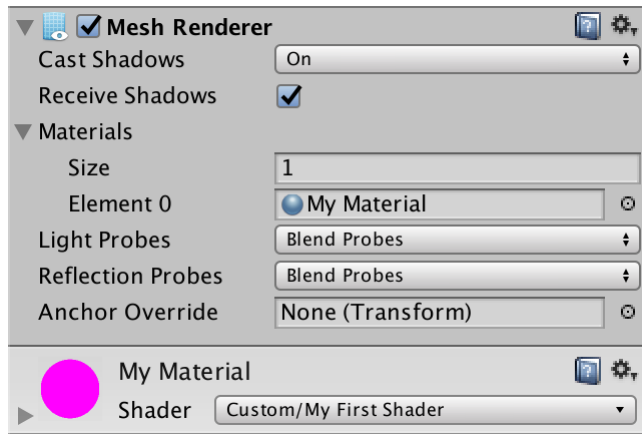 Mesh Renderer
Cast Shadows On
Receive Shadows
Materials
Size 1
Element 0 My Material
Light Probes Blend Probes
Reflection Probes Blend Probes
Anchor Override None (Transform)
My Material
Shader Custom/My First Shader